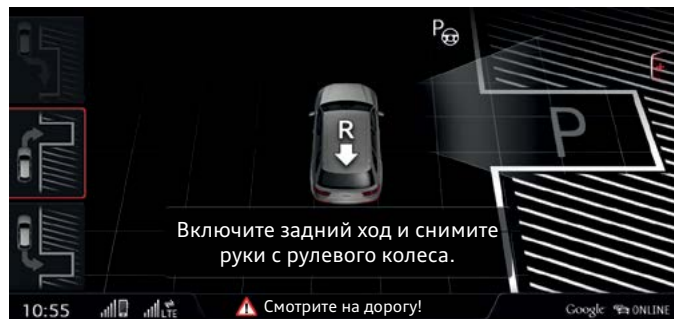 P
P
R
Включите задний ход и снимите
руки с рулевого колеса.
10:55 LTE Смотрите на дорогу! Google ONLINE